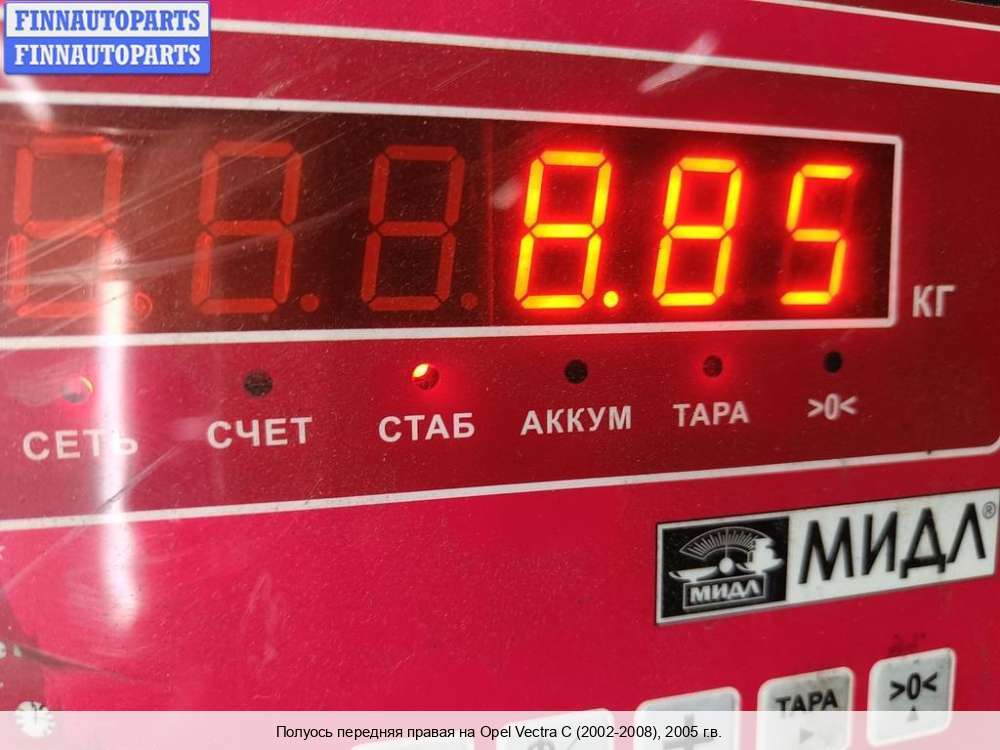 FINNAUTOPARTS
FINNAUTOPARTS
8.85
КГ
СЕТЬ СЧЕТ СТАБ АККУМ ТАРА >0<
МИДЛ®
МИДЛ
ТАРА >0<
Полуось передняя правая на Opel Vectra C (2002-2008), 2005 г.в.